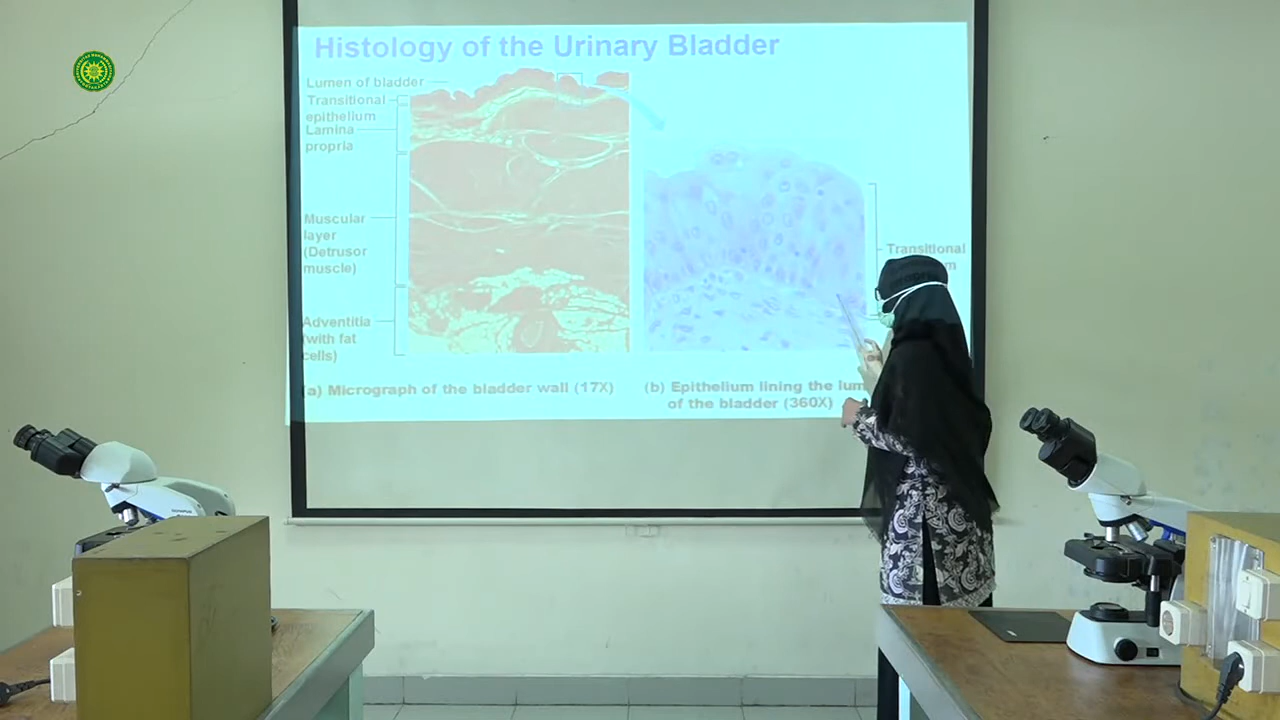 Histology of the Urinary Bladder
Lumen of bladder
Transitional
epithelium
Lamina
propria
Muscular
layer
(Detrusor
muscle)
Adventitia
(with fat
cells)
(a) Micrograph of the bladder wall (17X)
Transitional
(b) Epithelium lining the
of the bladder (360X)